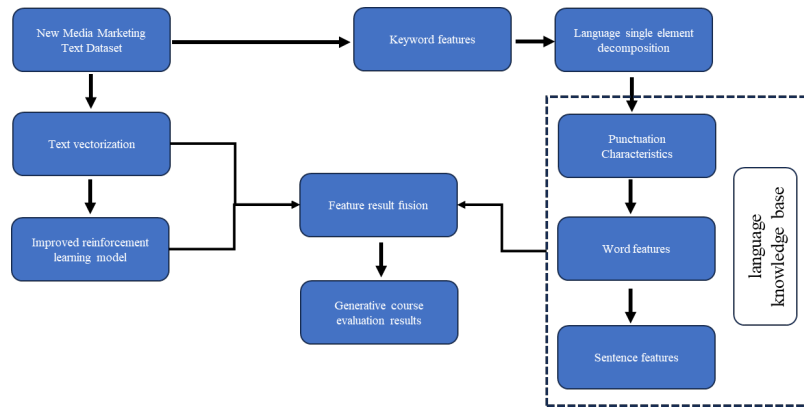 New Media Marketing
Text Dataset
Keyword features
Language single element
decomposition
Text vectorization
Punctuation
Characteristics
Feature result fusion
language
knowledge base
Improved reinforcement
learning model
Word features
Generative course
evaluation results
Sentence features